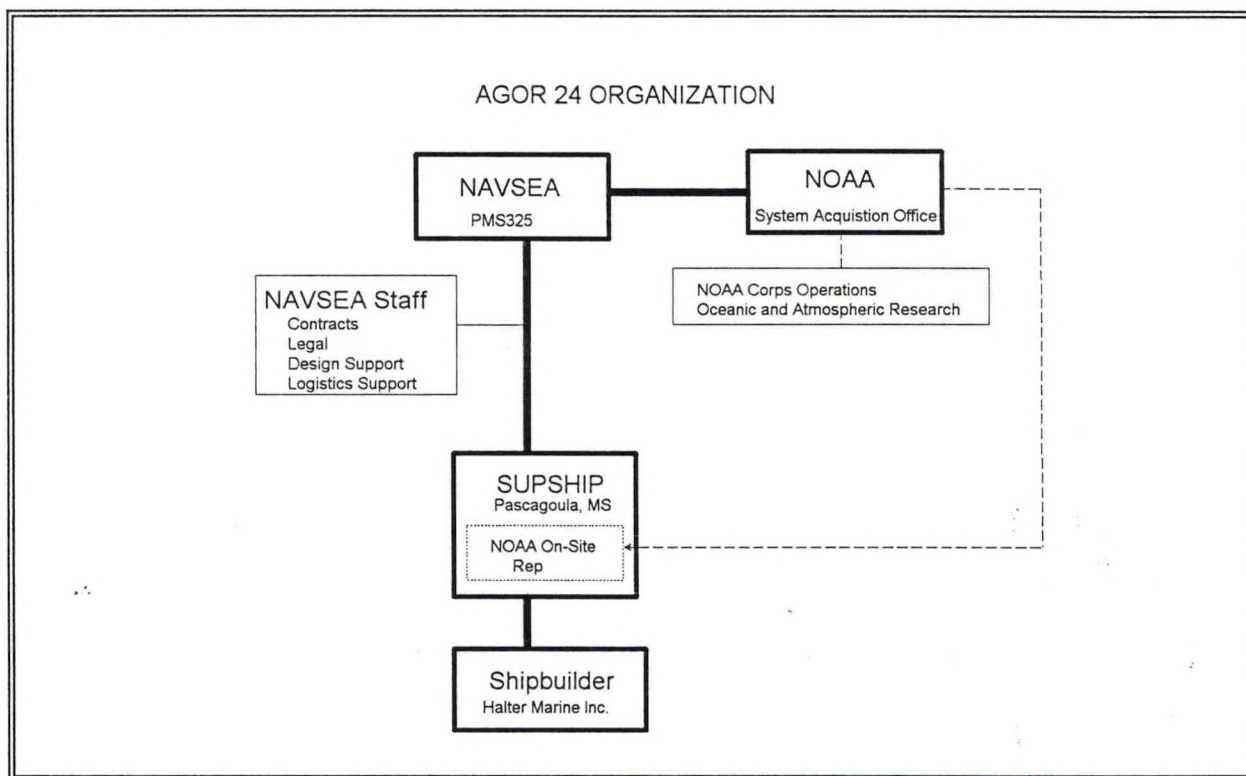 AGOR 24 ORGANIZATION
NAVSEA
PMS325
NOAA
System Acquistion Office
NAVSEA Staff
Contracts
Legal
Design Support
Logistics Support
NOAA Corps Operations
Oceanic and Atmospheric Research
SUPSHIP
Pascagoula, MS
NOAA On-Site
Rep
Shipbuilder
Halter Marine Inc.